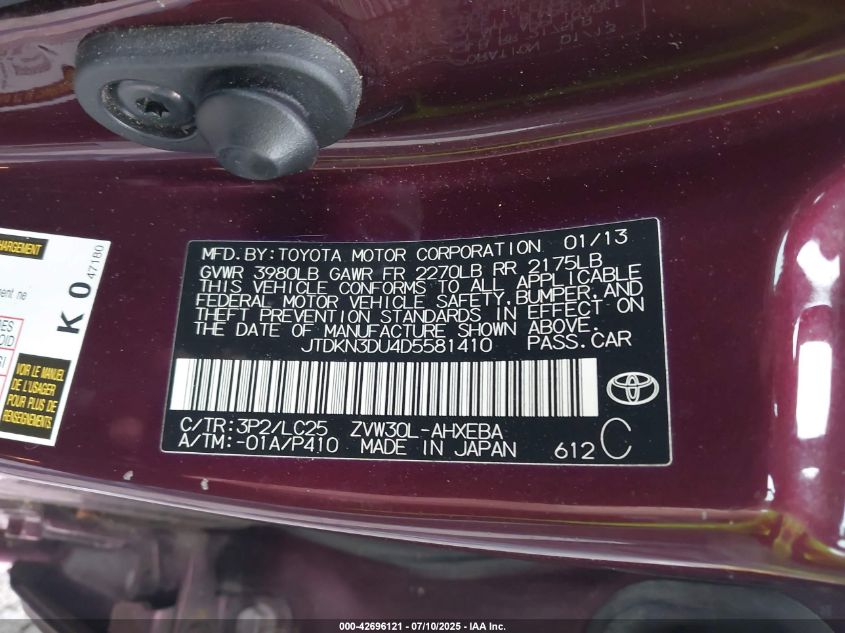 MFD. BY: TOYOTA MOTOR CORPORATION 01/13
GVWR 3980LB GAWR FR 2270LB RR 2175LB
THIS VEHICLE CONFORMS TO ALL APPLICABLE
FEDERAL MOTOR VEHICLE SAFETY, BUMPER, AND
THEFT PREVENTION STANDARDS IN EFFECT ON
THE DATE OF MANUFACTURE SHOWN ABOVE.
JTDKN3DU4D5581410 PASS. CAR
C/TR: 3P2/LC25 ZVW30L-AHXEBA
A/TM: -01A/P410 MADE IN JAPAN 612 C
K0 47180
VOIR LE MANUEL
DE L'USAGER
POUR PLUS DE
RENSEIGNEMENTS
000-42696121 - 07/10/2025 - IAA Inc.